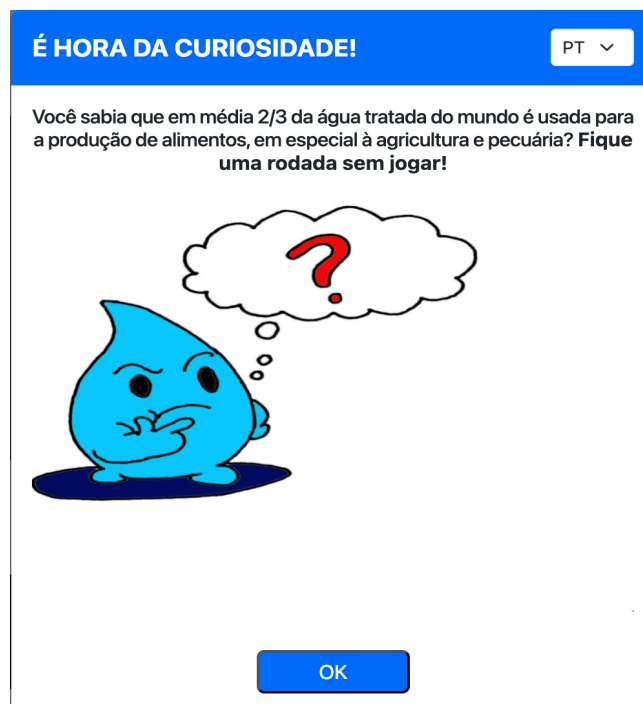 É HORA DA CURIOSIDADE!
PT
Você sabia que em média 2/3 da água tratada do mundo é usada para
a produção de alimentos, em especial à agricultura e pecuária? Fique
uma rodada sem jogar!
?
OK